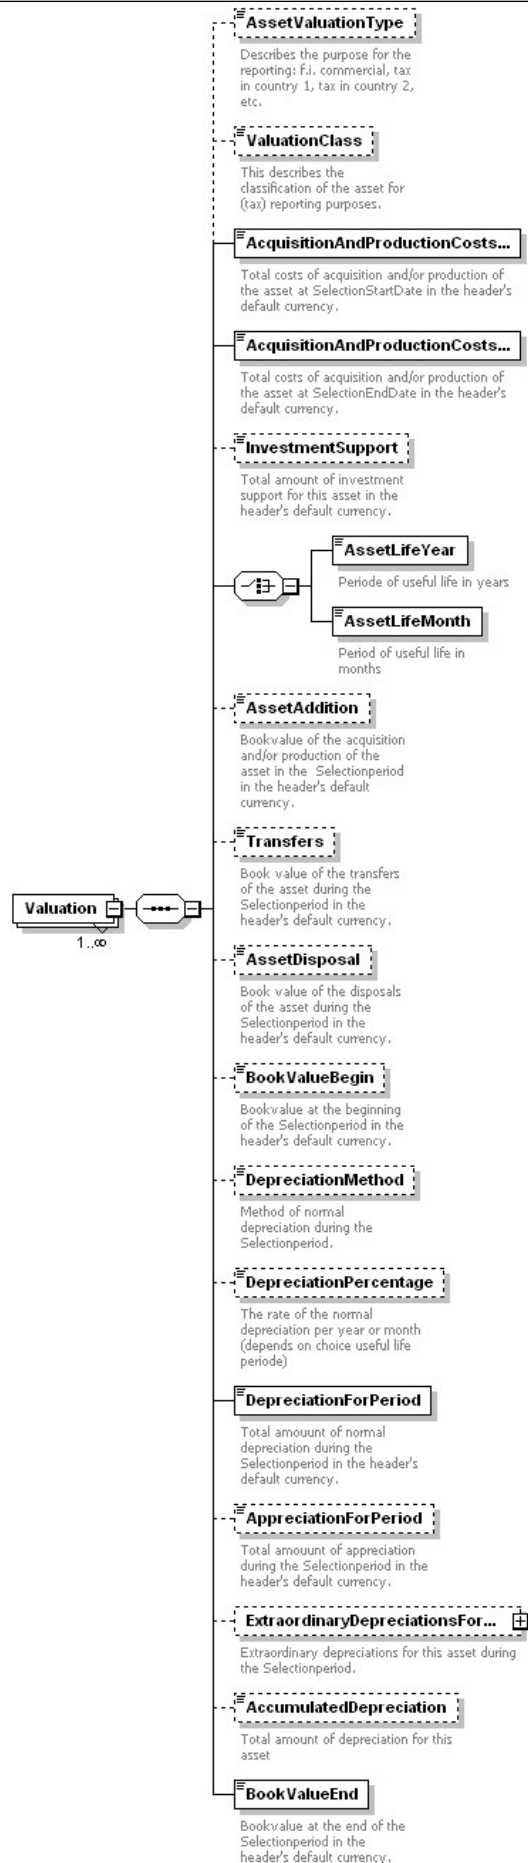 AssetValuationType
Describes the purpose for the
reporting: f.i. commercial, tax
in country 1, tax in country 2,
etc.
ValuationClass
This describes the
classification of the asset for
(tax) reporting purposes.
AcquisitionAndProductionCosts...
Total costs of acquisition and/or production of
the asset at SelectionStartDate in the header's
default currency.
AcquisitionAndProductionCosts...
Total costs of acquisition and/or production of
the asset at SelectionEndDate in the header's
default currency.
InvestmentSupport
Total amount of investment
support for this asset in the
header's default currency.
AssetLifeYear
Periode of useful life in years
AssetLifeMonth
Period of useful life in
months
AssetAddition
Bookvalue of the acquisition
and/or production of the
asset in the Selectionperiod
in the header's default
currency.
Transfers
Book value of the transfers
of the asset during the
Selectionperiod in the
header's default currency.
Valuation
1..∞
AssetDisposal
Book value of the disposals
of the asset during the
Selectionperiod in the
header's default currency.
BookValueBegin
Bookvalue at the beginning
of the Selectionperiod in the
header's default currency.
DepreciationMethod
Method of normal
depreciation during the
Selectionperiod.
DepreciationPercentage
The rate of the normal
depreciation per year or month
(depends on choice useful life
periode)
DepreciationForPeriod
Total amouunt of normal
depreciation during the
Selectionperiod in the header's
default currency.
AppreciationForPeriod
Total amouunt of appreciation
during the Selectionperiod in the
header's default currency.
ExtraordinaryDepreciationsFor...
Extraordinary depreciations for this asset during
the Selectionperiod.
AccumulatedDepreciation
Total amount of depreciation for this
asset
BookValueEnd
Bookvalue at the end of the
Selectionperiod in the
header's default currency.